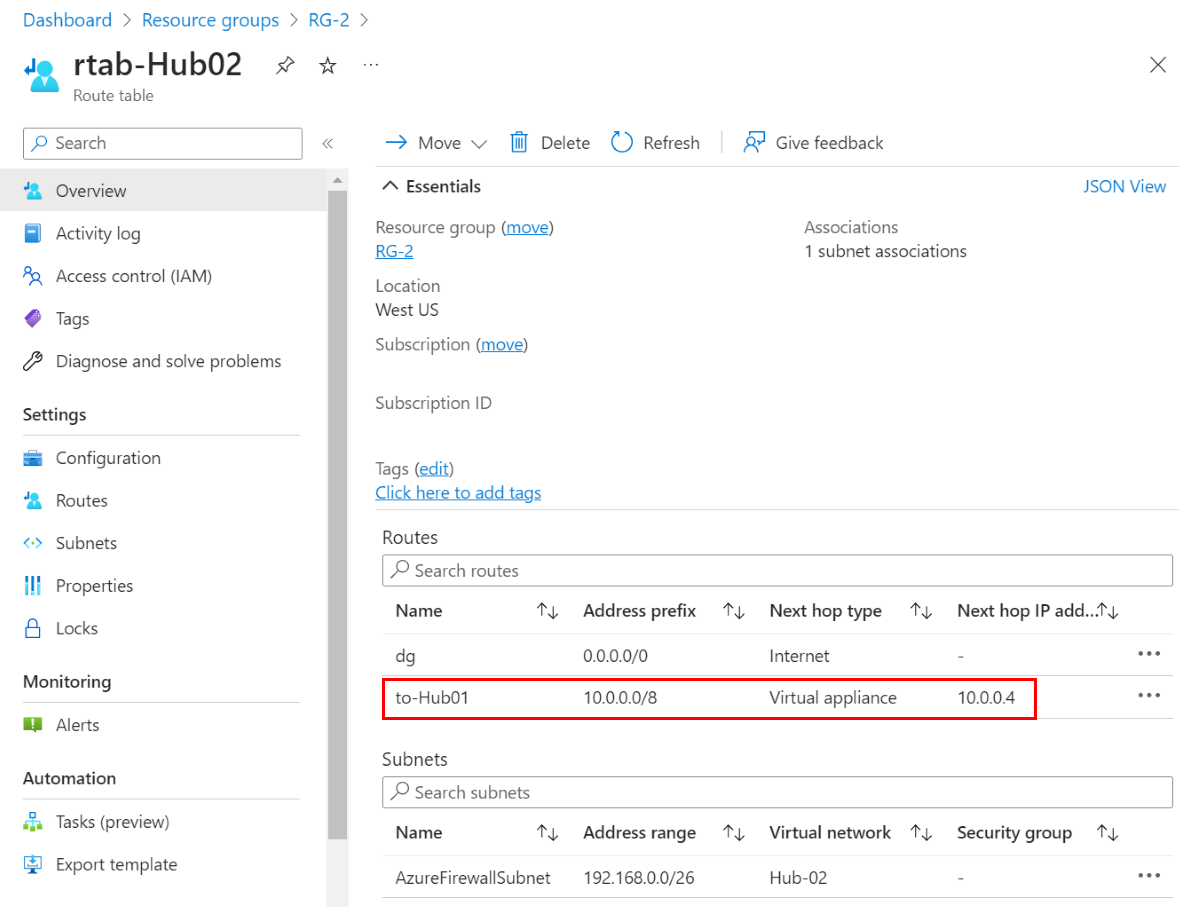 Dashboard > Resource groups > RG-2 >
rtab-Hub02 ...
Route table
Search «
Overview
Activity log
Access control (IAM)
Tags
Diagnose and solve problems
Settings
Configuration
Routes
Subnets
Properties
Locks
Monitoring
Alerts
Automation
Tasks (preview)
Export template
Move Delete Refresh Give feedback
Essentials JSON View
Resource group (move)
RG-2
Location
West US
Subscription (move)
Subscription ID
Tags (edit)
Click here to add tags
Associations
1 subnet associations
Routes
Search routes
Name Address prefix Next hop type Next hop IP add...
dg 0.0.0.0/0 Internet - ...
to-Hub01 10.0.0.0/8 Virtual appliance 10.0.0.4 ...
Subnets
Search subnets
Name Address range Virtual network Security group
AzureFirewallSubnet 192.168.0.0/26 Hub-02 - ...